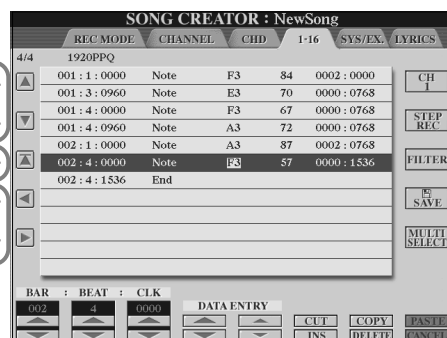 SONG CREATOR : NewSong
REC MODE CHANNEL CHD 1-16 SYS/EX. LYRICS
4/4 1920PPQ
001 : 1 : 0000 Note F3 84 0002 : 0000
001 : 3 : 0960 Note E3 70 0000 : 0768
001 : 4 : 0000 Note F3 67 0000 : 0768
001 : 4 : 0960 Note A3 72 0000 : 0768
002 : 1 : 0000 Note A3 87 0002 : 0768
002 : 4 : 0000 Note 57 0000 : 1536
002 : 4 : 1536 End
CH 1
STEP REC
FILTER
SAVE
MULTI SELECT
BAR : BEAT : CLK
002 4 0000 DATA ENTRY
CUT COPY PASTE
INS DELETE CANCEL